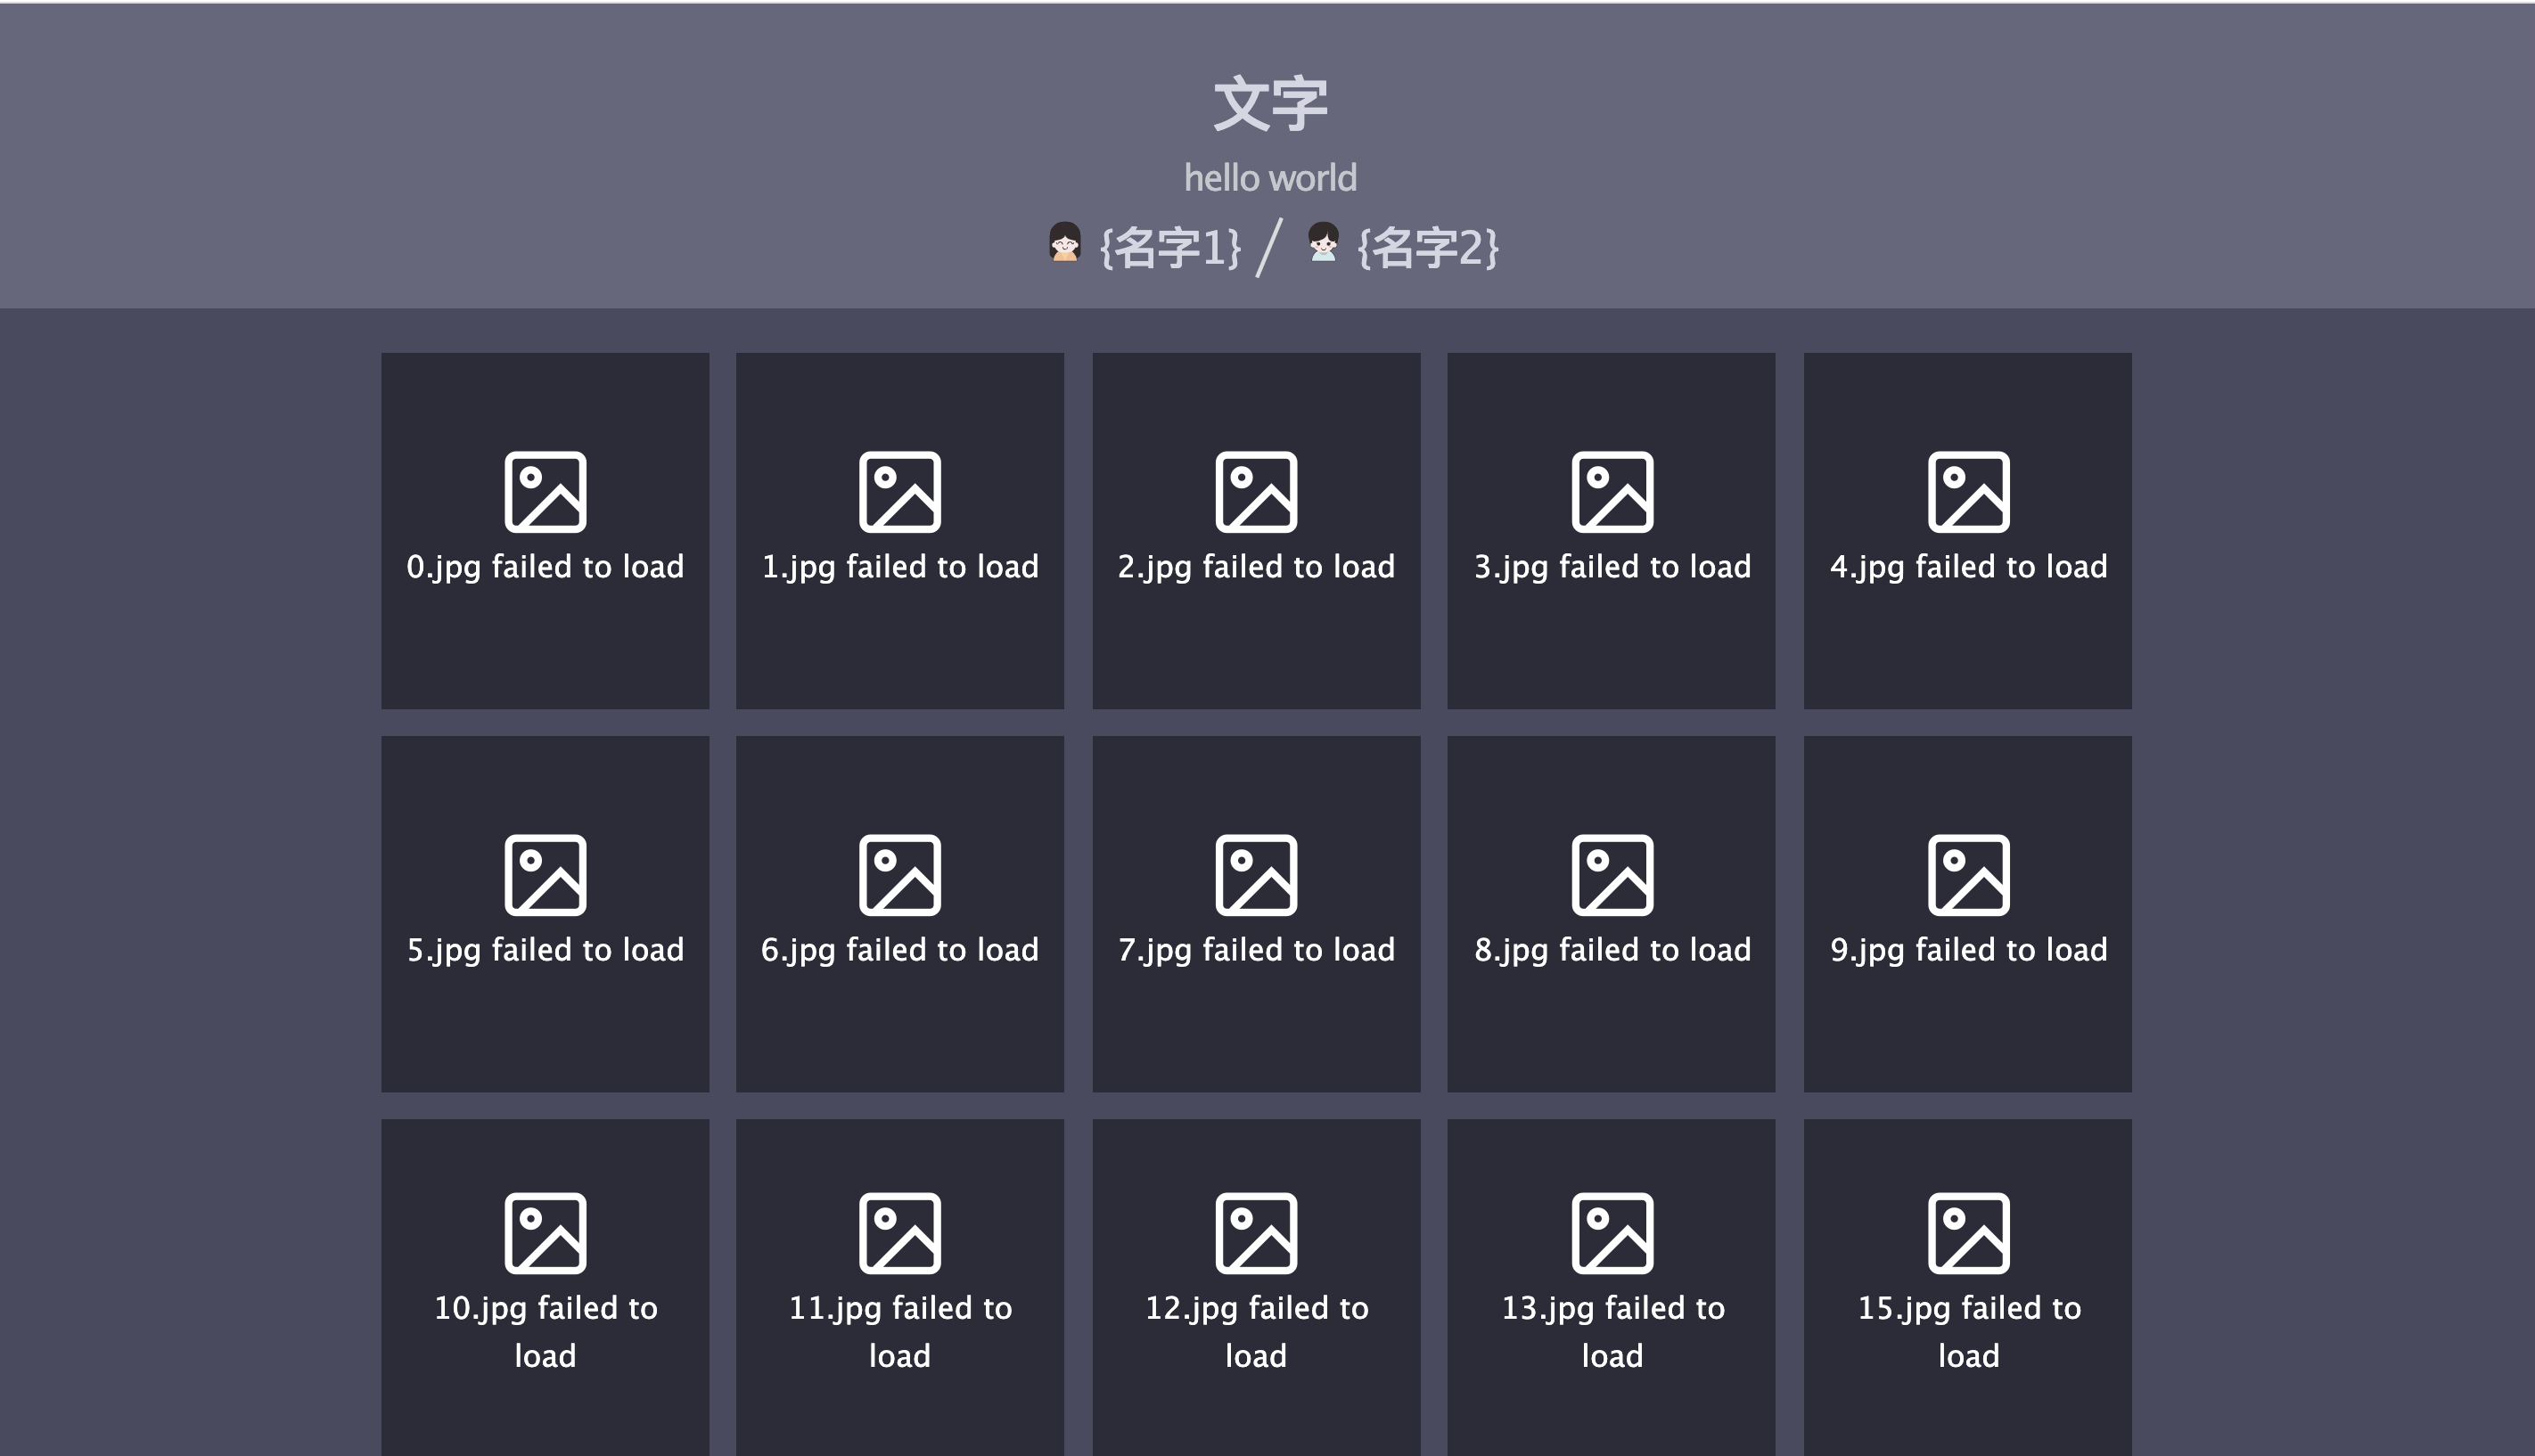 文字
hello world
{名字1} / {名字2}
0.jpg failed to load
1.jpg failed to load
2.jpg failed to load
3.jpg failed to load
4.jpg failed to load
5.jpg failed to load
6.jpg failed to load
7.jpg failed to load
8.jpg failed to load
9.jpg failed to load
10.jpg failed to
load
11.jpg failed to
load
12.jpg failed to
load
13.jpg failed to
load
15.jpg failed to
load